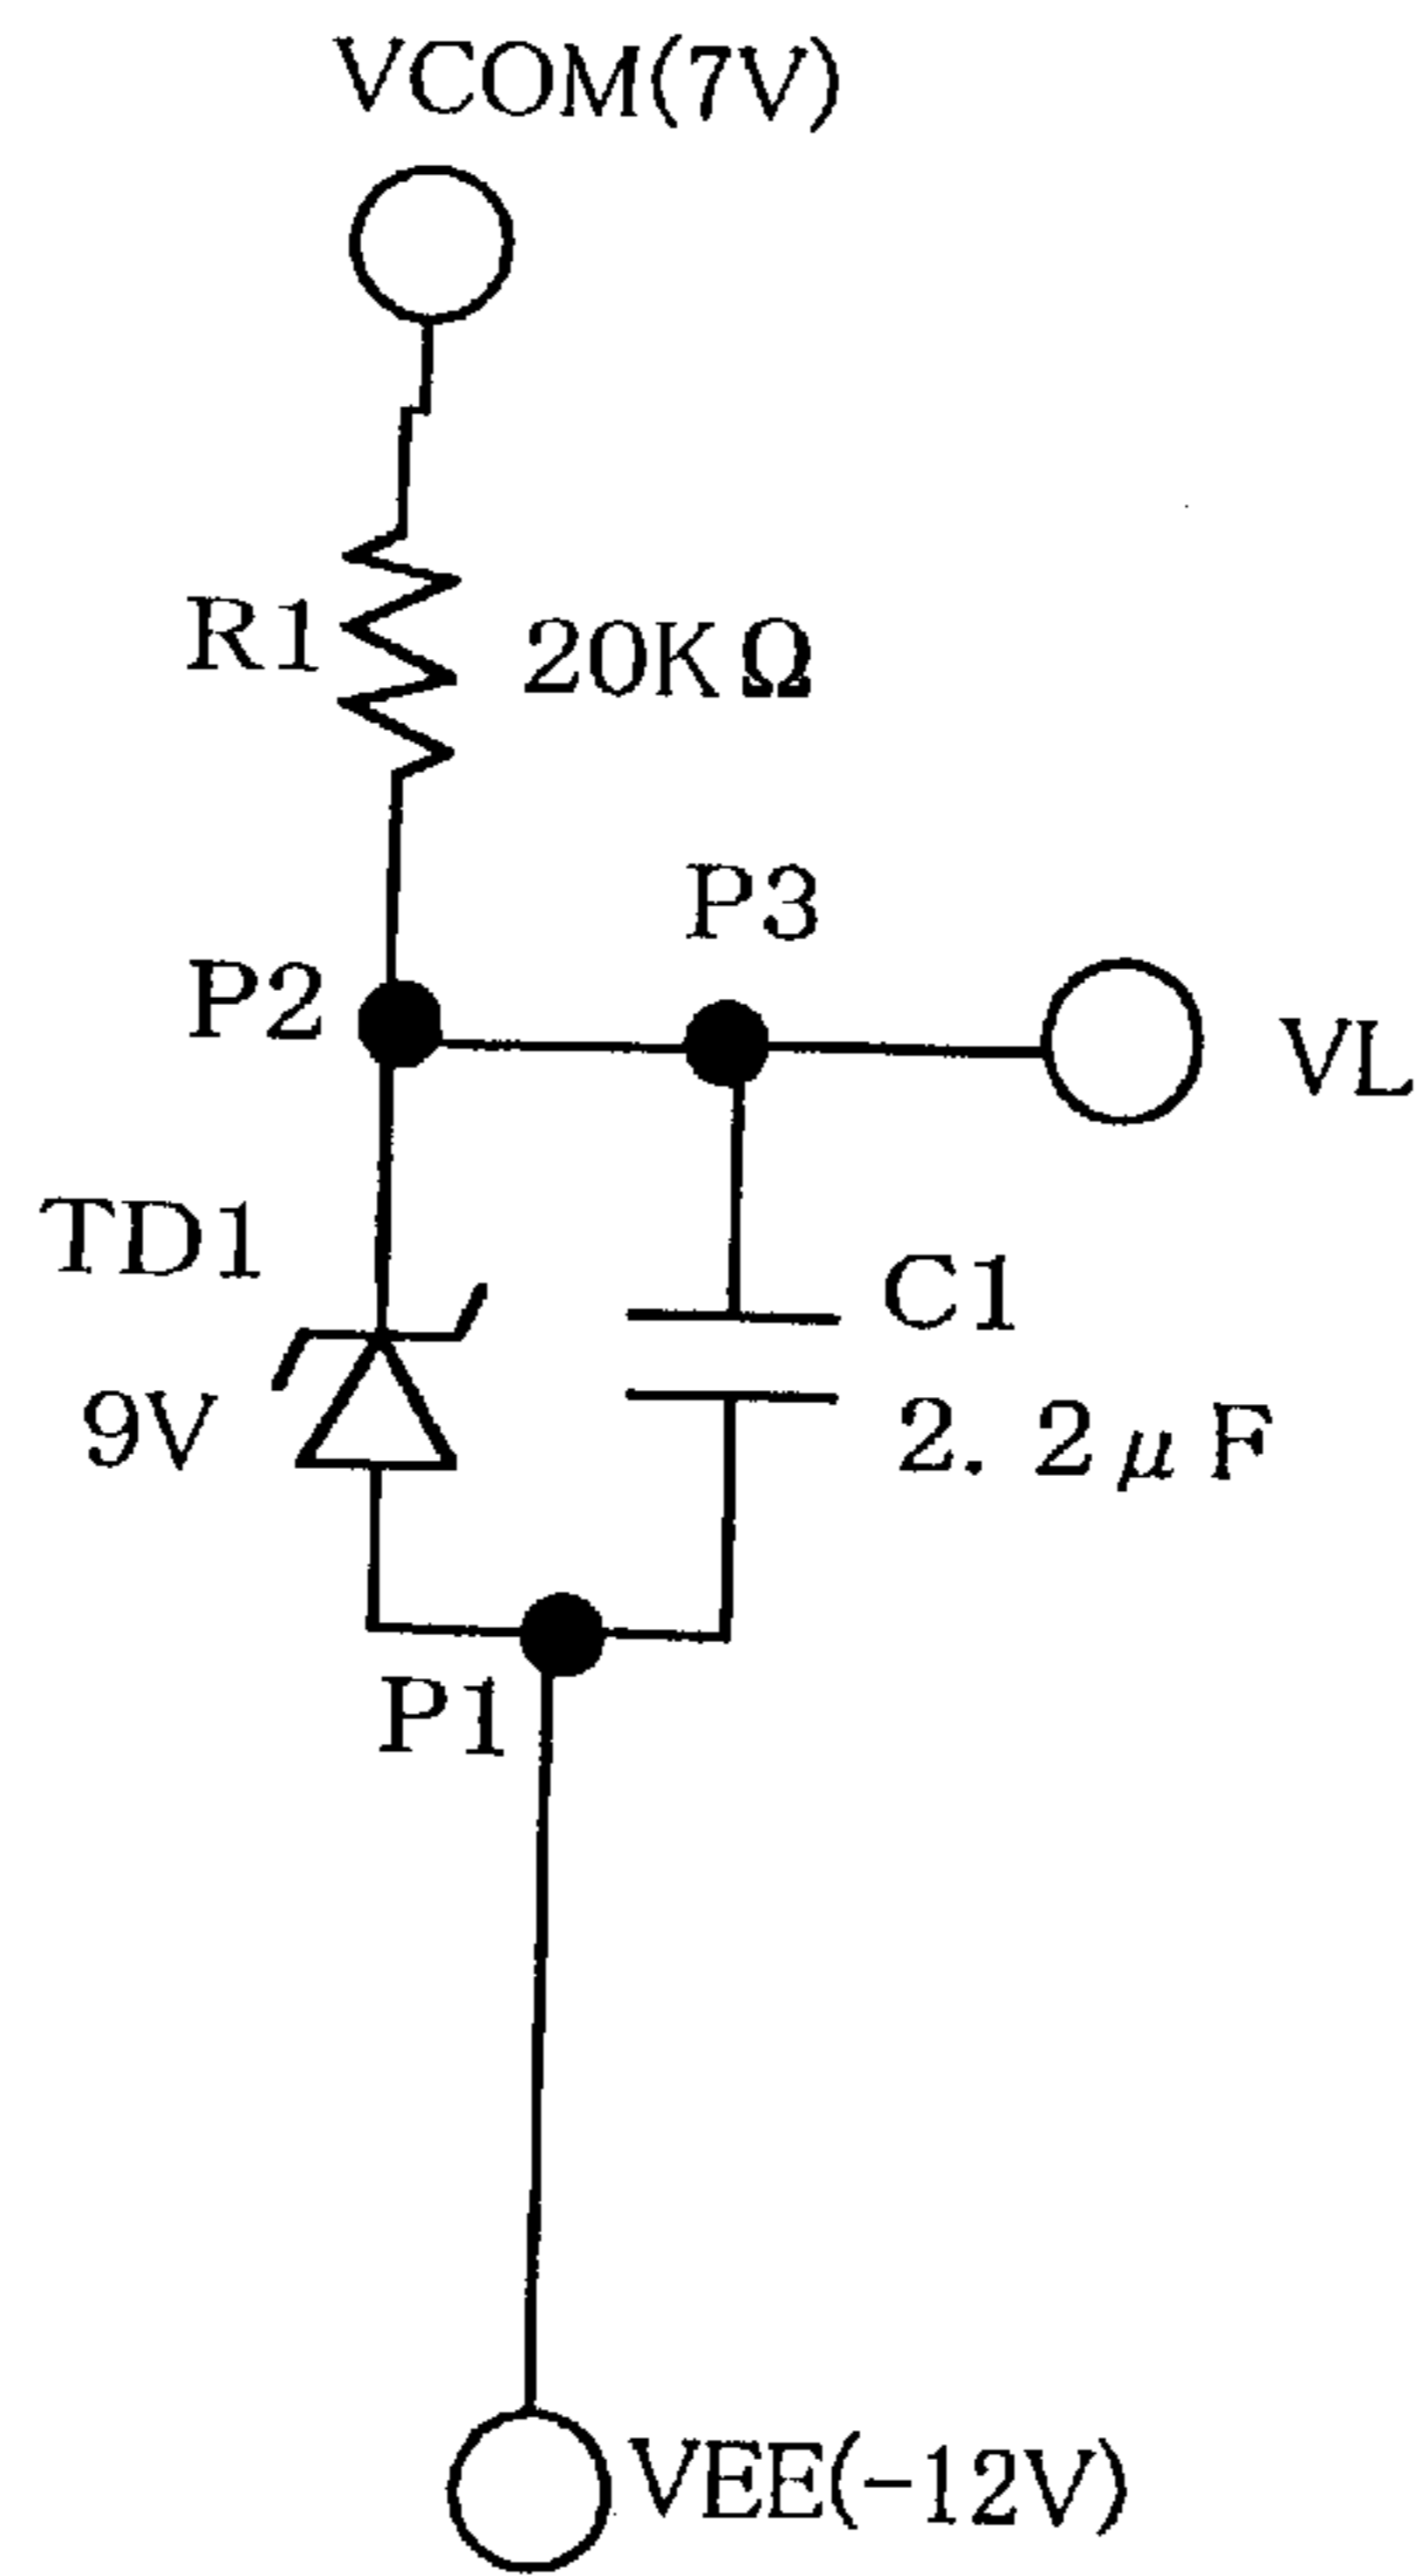 VCOM(7V)
R1
20KΩ
P3
P2
VL
TD1
C1
9V
2.2μF
P1
VEE(-12V)